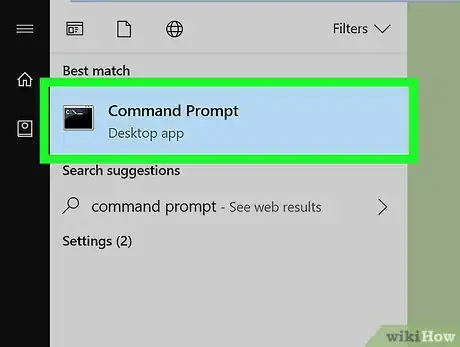 Filters
Best match
Command Prompt
Desktop app
Search suggestions
command prompt - See web results
Settings (2)
wikiHow